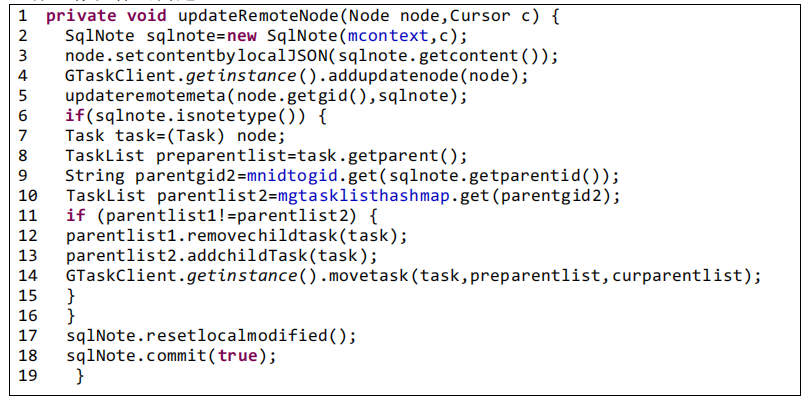 1 private void updateRemoteNode(Node node,Cursor c) {
2 SqlNote sqlnote=new SqlNote(mcontext,c);
3 node.setcontentbylocalJSON(sqlnote.getcontent());
4 GTaskClient.getinstance().addupdatenode(node);
5 updateremotemeta(node.getgid(),sqlnote);
6 if(sqlnote.isnotetype()) {
7 Task task=(Task) node;
8 TaskList preparentlist=task.getparent();
9 String parentgid2=mnidtogid.get(sqlnote.getparentid());
10 TaskList parentlist2=mgtasklisthashmap.get(parentgid2);
11 if (parentlist1!=parentlist2) {
12 parentlist1.removechildtask(task);
13 parentlist2.addchildTask(task);
14 GTaskClient.getinstance().movetask(task,preparentlist,curparentlist);
15 }
16 }
17 sqlNote.resetlocalmodified();
18 sqlNote.commit(true);
19 }